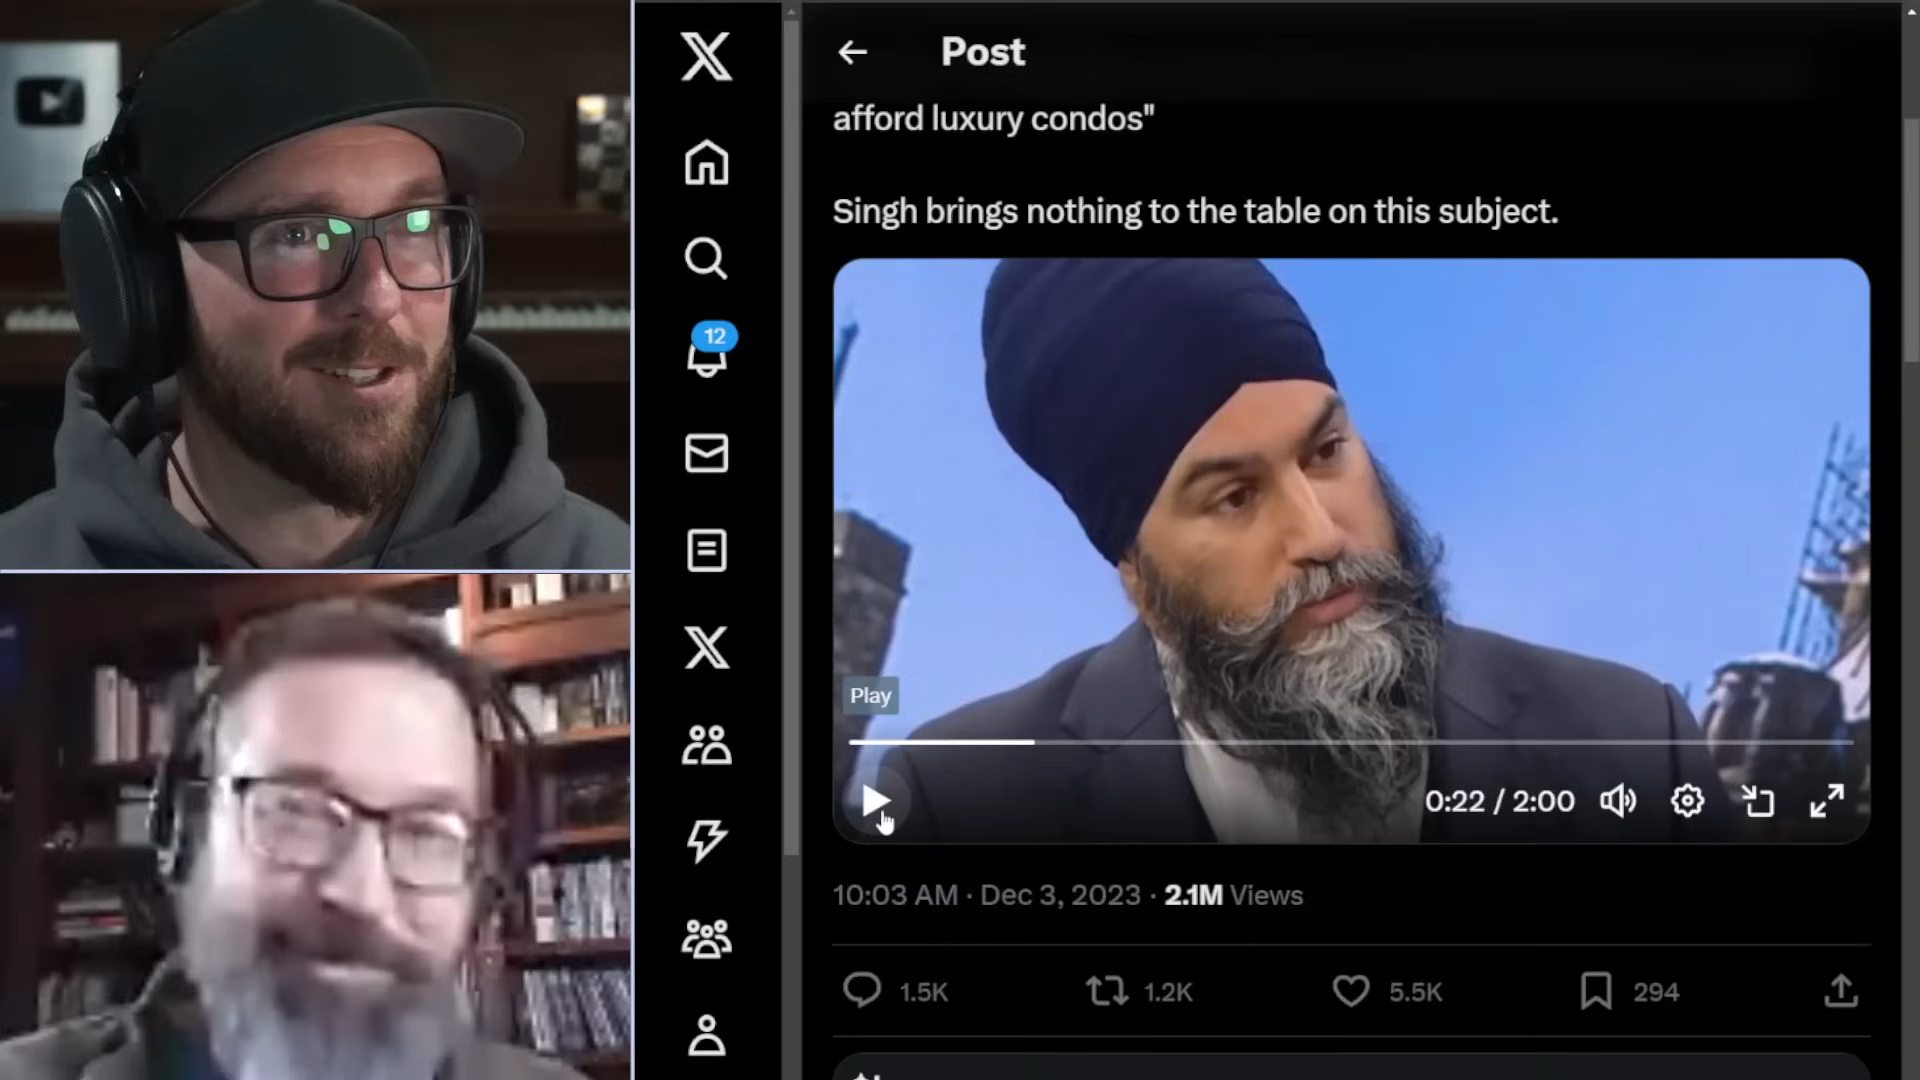 Post
afford luxury condos"
Singh brings nothing to the table on this subject.
12
Play
0:22 / 2:00
10:03 AM · Dec 3, 2023 · 2.1M Views
1.5K 1.2K 5.5K 294